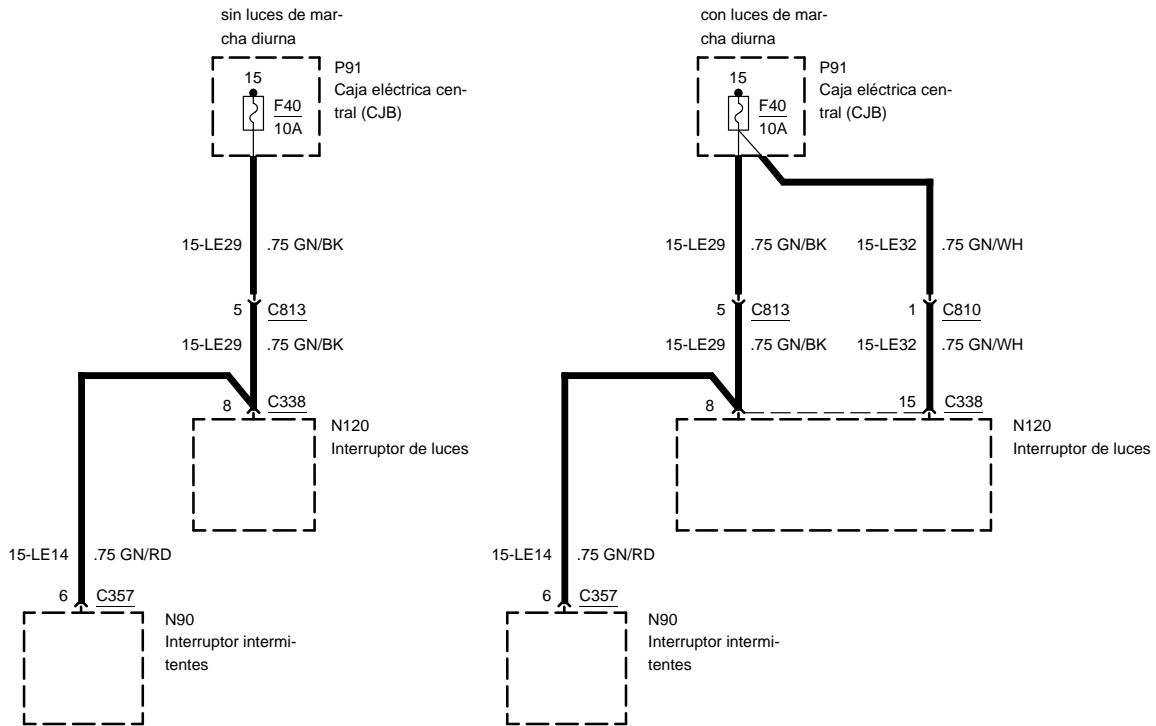 sin luces de mar-
cha diurna
P91
Caja eléctrica cen-
tral (CJB)
15
F40
10A
15-LE29 .75 GN/BK
5 C813
15-LE29 .75 GN/BK
8 C338
N120
Interruptor de luces
15-LE14 .75 GN/RD
6 C357
N90
Interruptor intermi-
tentes
con luces de mar-
cha diurna
P91
Caja eléctrica cen-
tral (CJB)
15
F40
10A
15-LE29 .75 GN/BK 15-LE32 .75 GN/WH
5 C813 1 C810
15-LE29 .75 GN/BK 15-LE32 .75 GN/WH
8 15 C338
N120
Interruptor de luces
15-LE14 .75 GN/RD
6 C357
N90
Interruptor intermi-
tentes